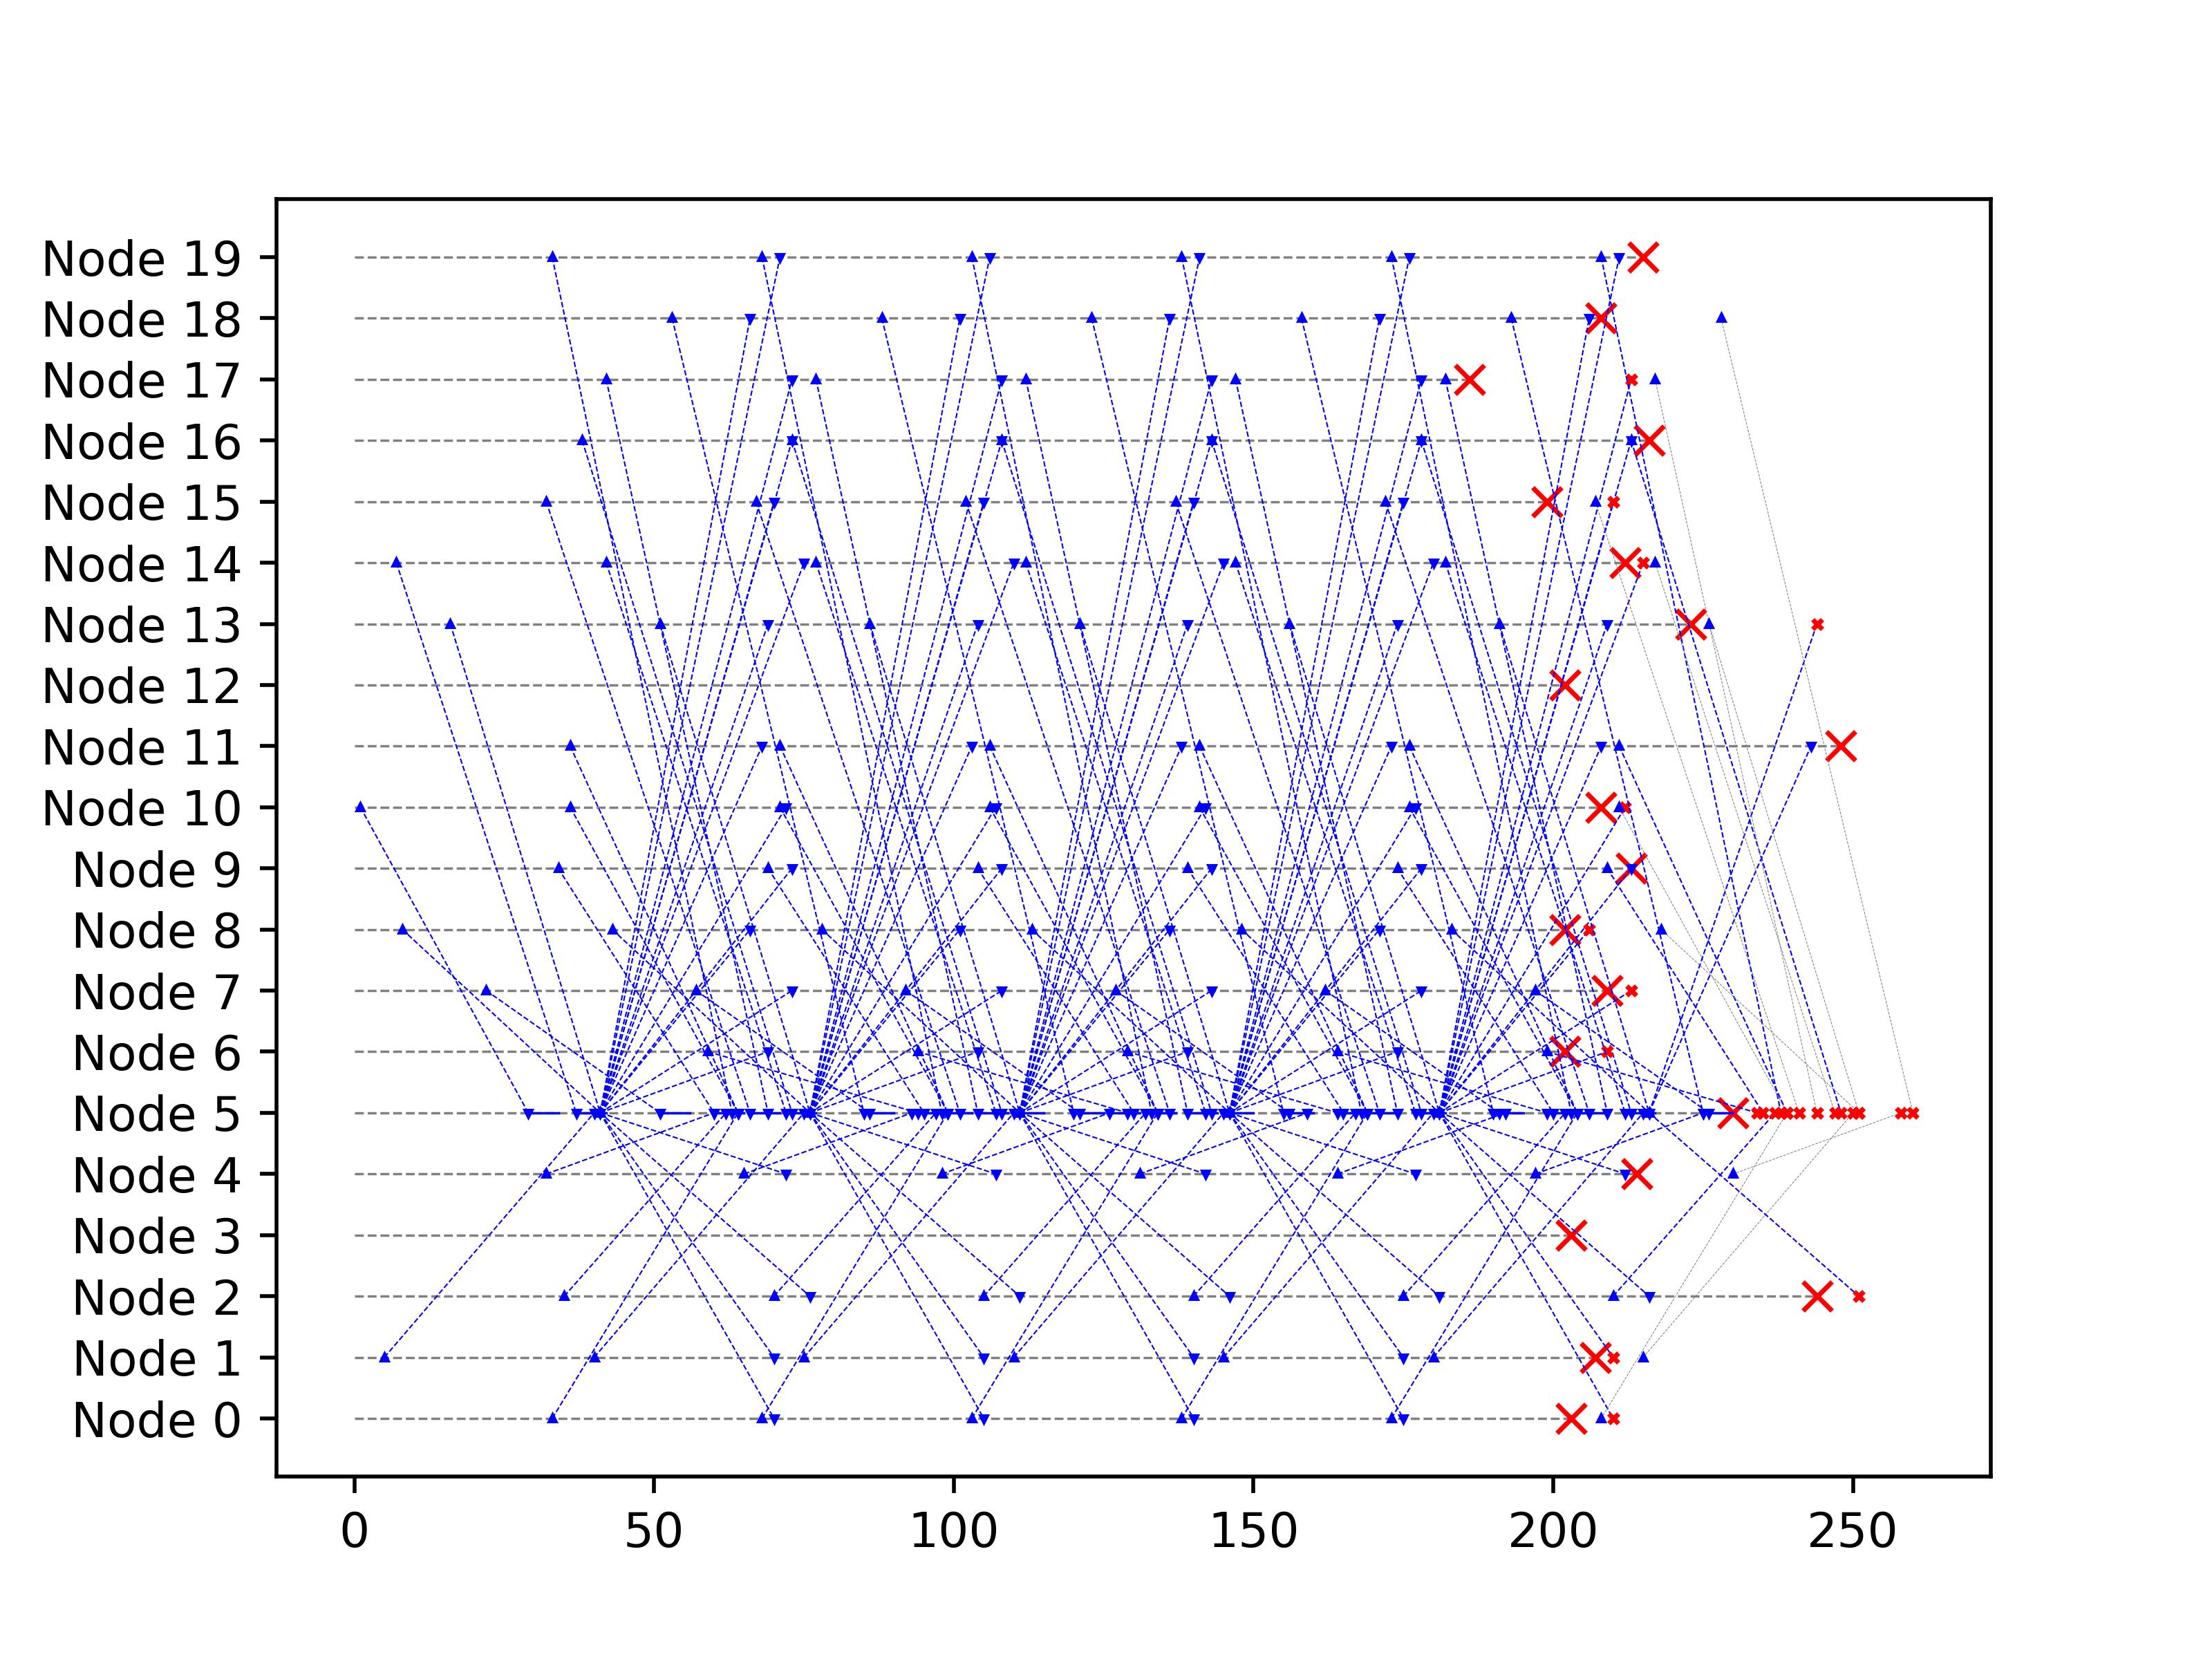 Node 19
Node 18
Node 17
Node 16
Node 15
Node 14
Node 13
Node 12
Node 11
Node 10
Node 9
Node 8
Node 7
Node 6
Node 5
Node 4
Node 3
Node 2
Node 1
Node 0
0 50 100 150 200 250